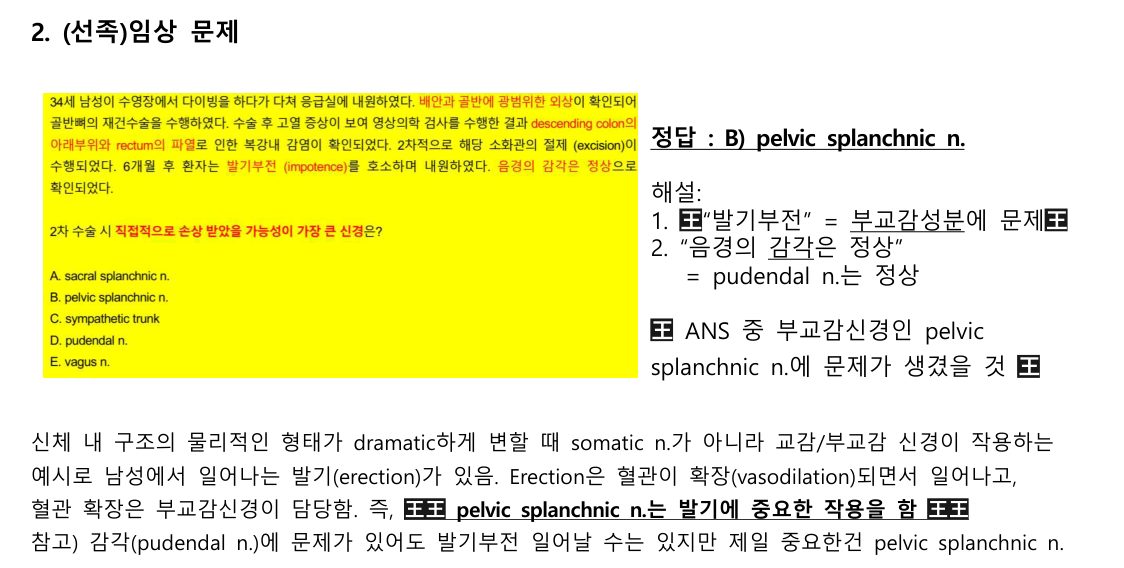 2. (선족)임상 문제
34세 남성이 수영장에서 다이빙을 하다가 다쳐 응급실에 내원하였다. 배안과 골반에 광범위한 외상이 확인되어
골반뼈의 재건수술을 수행하였다. 수술 후 고열 증상이 보여 영상의학 검사를 수행한 결과 descending colon의
아래부위와 rectum의 파열로 인한 복강내 감염이 확인되었다. 2차적으로 해당 소화관의 절제 (excision)이
수행되었다. 6개월 후 환자는 발기부전 (impotence)를 호소하며 내원하였다. 음경의 감각은 정상으로
확인되었다.
2차 수술 시 직접적으로 손상 받았을 가능성이 가장 큰 신경은?
A. sacral splanchnic n.
B. pelvic splanchnic n.
C. sympathetic trunk
D. pudendal n.
E. vagus n.
정답 : B) pelvic splanchnic n.
해설:
1. 王“발기부전” = 부교감성분에 문제王
2. “음경의 감각은 정상”
= pudendal n.는 정상
王 ANS 중 부교감신경인 pelvic
splanchnic n.에 문제가 생겼을 것 王
신체 내 구조의 물리적인 형태가 dramatic하게 변할 때 somatic n.가 아니라 교감/부교감 신경이 작용하는
예시로 남성에서 일어나는 발기(erection)가 있음. Erection은 혈관이 확장(vasodilation)되면서 일어나고,
혈관 확장은 부교감신경이 담당함. 즉, 王王 pelvic splanchnic n.는 발기에 중요한 작용을 함 王王
참고) 감각(pudendal n.)에 문제가 있어도 발기부전 일어날 수는 있지만 제일 중요한건 pelvic splanchnic n.